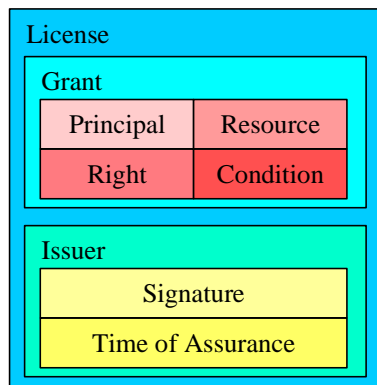 License
Grant
Principal Resource
Right Condition
Issuer
Signature
Time of Assurance